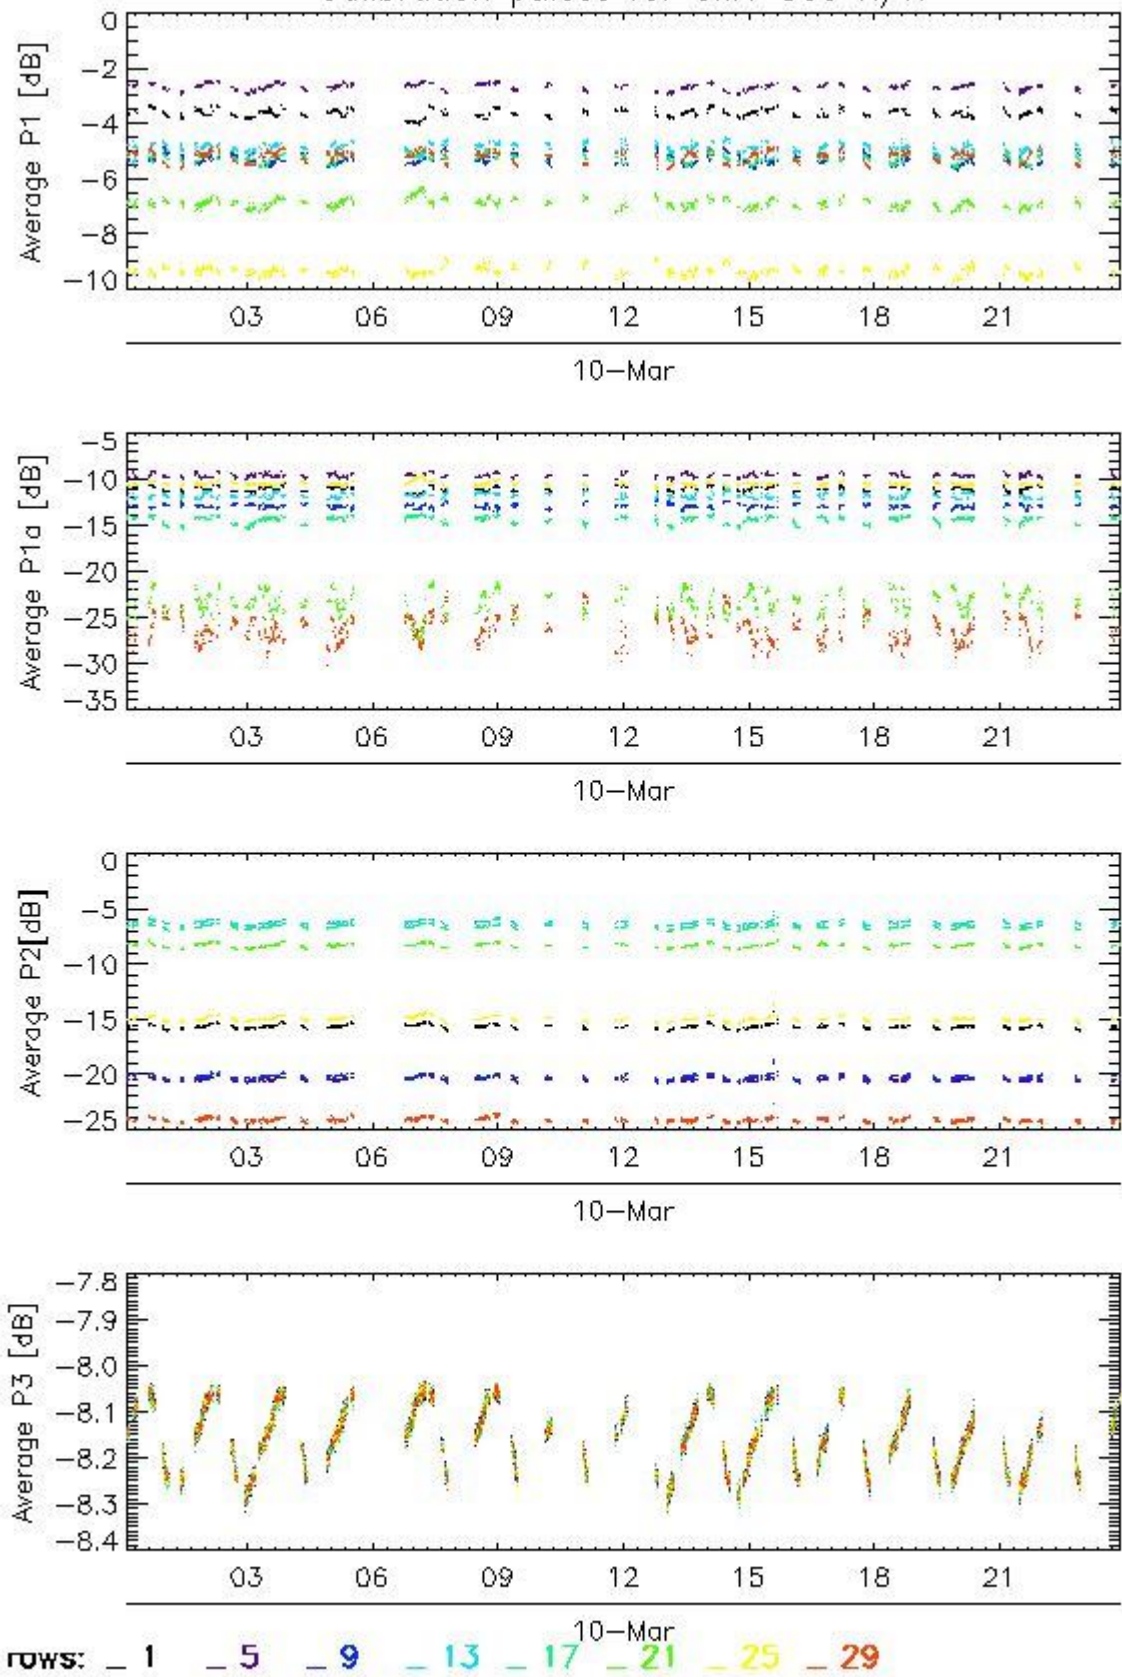 0
-2
-4
-6
-8
-10
Average P1 [dB]
03 06 09 12 15 18 21
10-Mar
-5
-10
-15
-20
-25
-30
-35
Average P1a [dB]
03 06 09 12 15 18 21
10-Mar
0
-5
-10
-15
-20
-25
Average P2[dB]
03 06 09 12 15 18 21
10-Mar
-7.8
-7.9
-8.0
-8.1
-8.2
-8.3
-8.4
Average P3 [dB]
03 06 09 12 15 18 21
10-Mar
rows: _ 1 _ 5 _ 9 _ 13 _ 17 _ 21 _ 25 _ 29